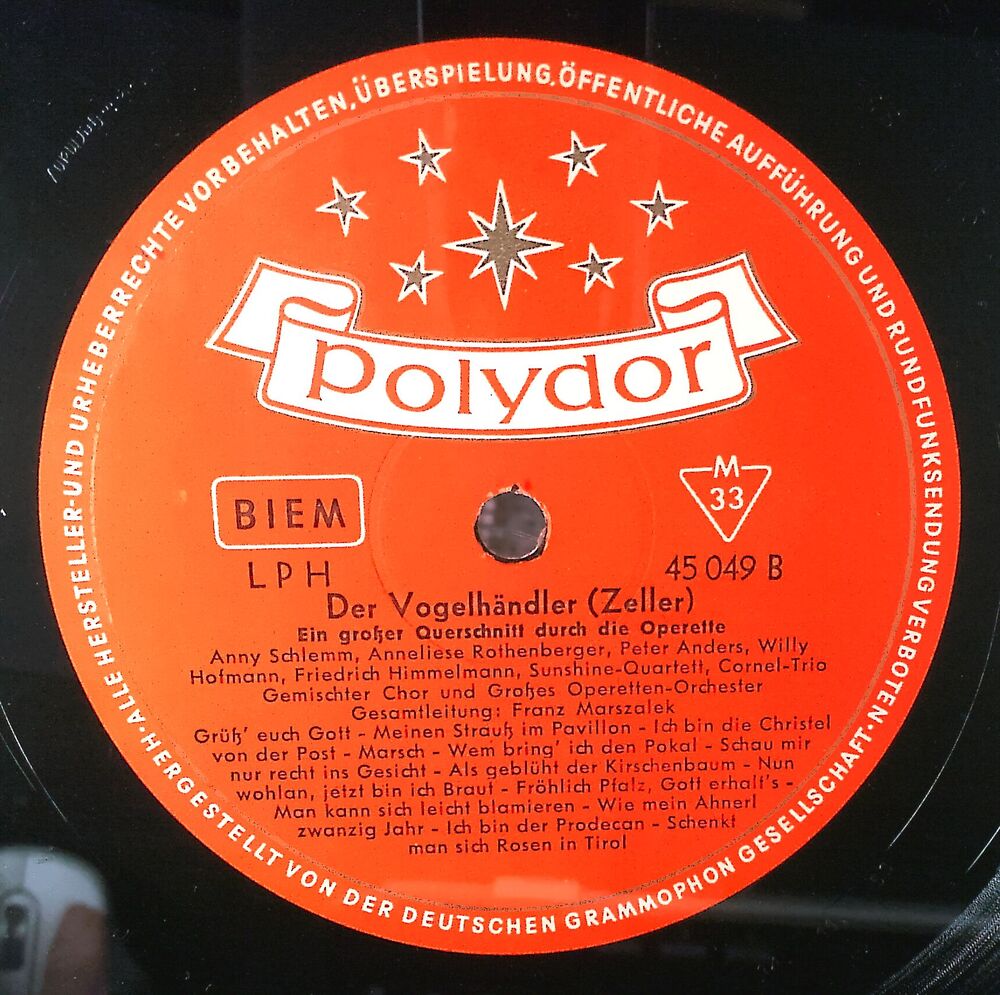 ALLE HERSTELLER-UND URHEBERRECHTE VORBEHALTEN, ÜBERSPIELUNG, ÖFFENTLICHE AUFFÜHRUNG UND RUNDFUNKSENDUNG VERBOTEN·
polydor
BIEM
M
33
LPH
45 049 B
Der Vogelhändler (Zeller)
Ein großer Querschnitt durch die Operette
Anny Schlemm, Anneliese Rothenberger, Peter Anders, Willy
Hofmann, Friedrich Himmelmann, Sunshine-Quartett, Cornel-Trio
Gemischter Chor und Großes Operetten-Orchester
Gesamtleitung: Franz Marszalek
Grüß' euch Gott - Meinen Strauß im Pavillon - Ich bin die Christel
von der Post - Marsch - Wem bring' ich den Pokal - Schau mir
nur recht ins Gesicht - Als geblüht der Kirschenbaum - Nun
wohlan, jetzt bin ich Braut - Fröhlich Pfalz, Gott erhalt's -
Man kann sich leicht blamieren - Wie mein Ahnerl
zwanzig Jahr - Ich bin der Prodecan - Schenkt
man sich Rosen in Tirol
HERGESTELLT VON DER DEUTSCHEN GRAMMOPHON GESELLSCHAFT·